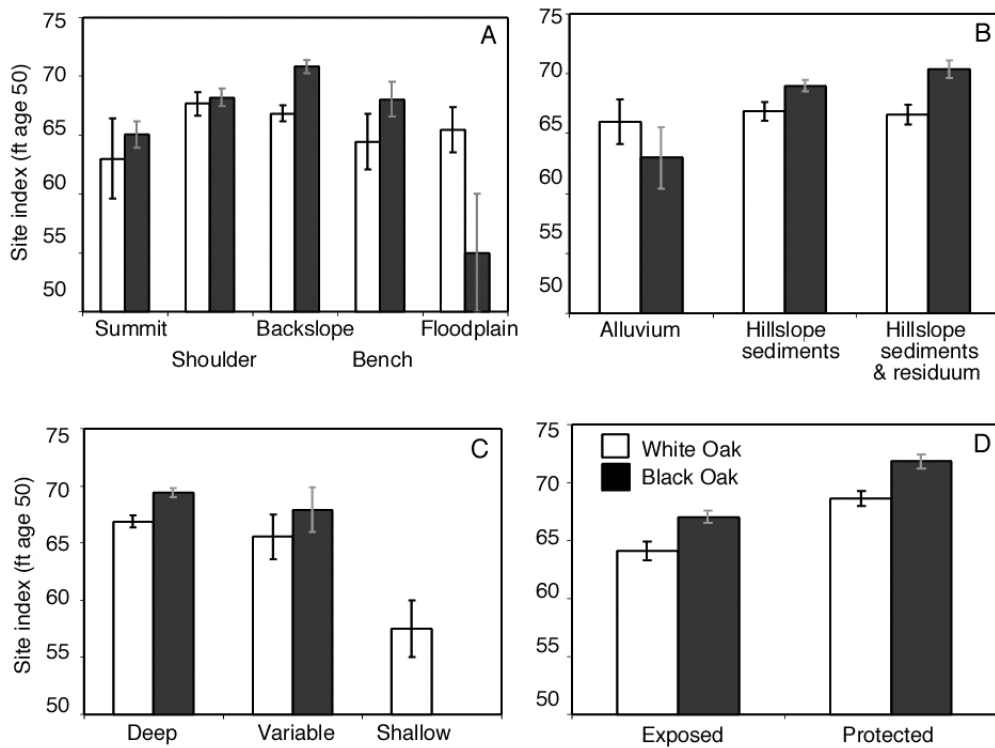 A
Site index (ft age 50)
75
70
65
60
55
50
Summit
Backslope
Floodplain
Shoulder
Bench
B
75
70
65
60
55
50
Alluvium
Hillslope
sediments
Hillslope
sediments
& residuum
C
Site index (ft age 50)
75
70
65
60
55
50
Deep
Variable
Shallow
D
75
70
65
60
55
50
White Oak
Black Oak
Exposed
Protected